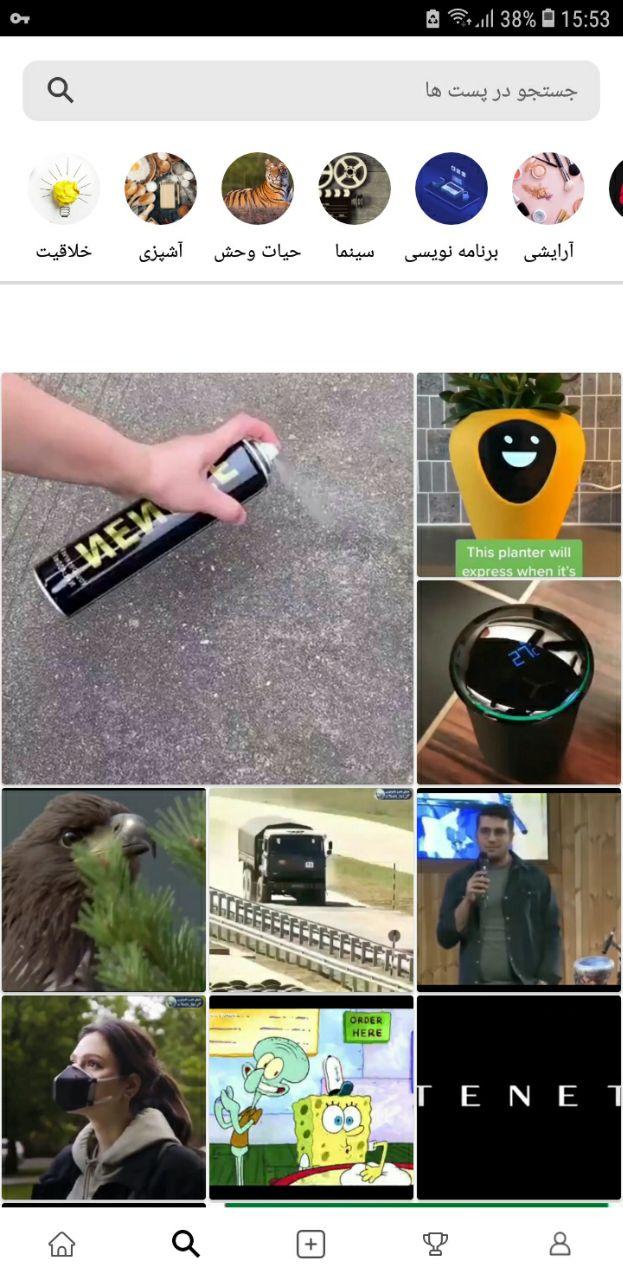 38% 15:53
جستجو در پست ها
آرایشی
برنامه نویسی
سینما
حیات وحش
آشپزی
خلاقیت
This planter will
express when it's
27c
ORDER
HERE
TENET